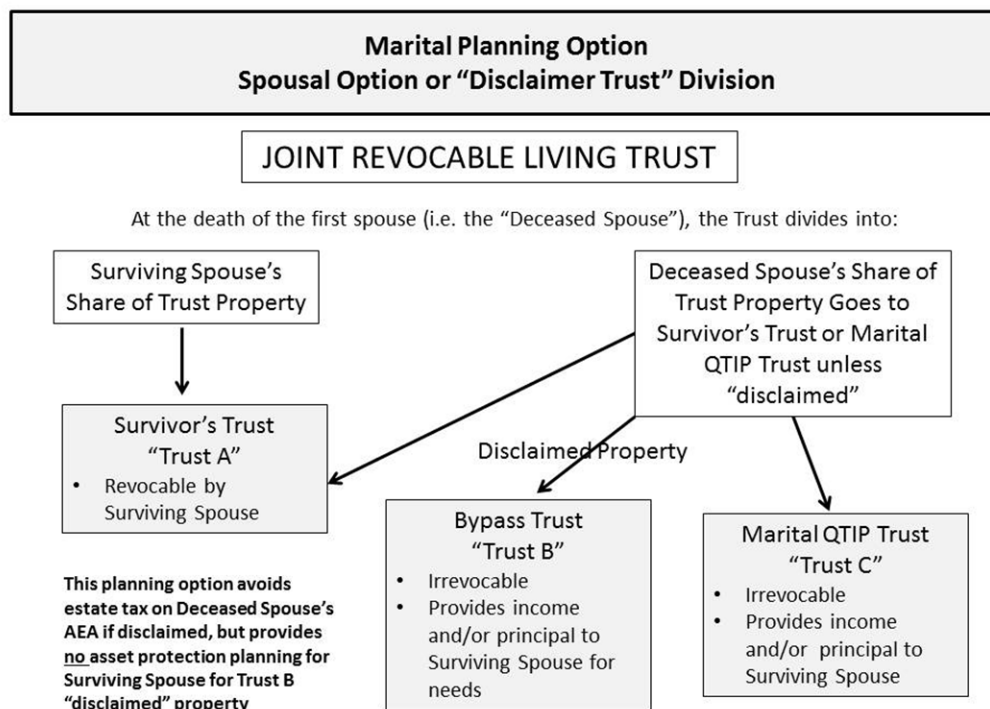 Marital Planning Option
Spousal Option or “Disclaimer Trust” Division
JOINT REVOCABLE LIVING TRUST
At the death of the first spouse (i.e. the “Deceased Spouse”), the Trust divides into:
Surviving Spouse’s
Share of Trust Property
Deceased Spouse’s Share of
Trust Property Goes to
Survivor’s Trust or Marital
QTIP Trust unless
“disclaimed”
Survivor’s Trust
“Trust A”
• Revocable by
Surviving Spouse
Disclaimed Property
Bypass Trust
“Trust B”
• Irrevocable
• Provides income
and/or principal to
Surviving Spouse for
needs
Marital QTIP Trust
“Trust C”
• Irrevocable
• Provides income
and/or principal to
Surviving Spouse
This planning option avoids
estate tax on Deceased Spouse’s
AEA if disclaimed, but provides
no asset protection planning for
Surviving Spouse for Trust B
“disclaimed” property